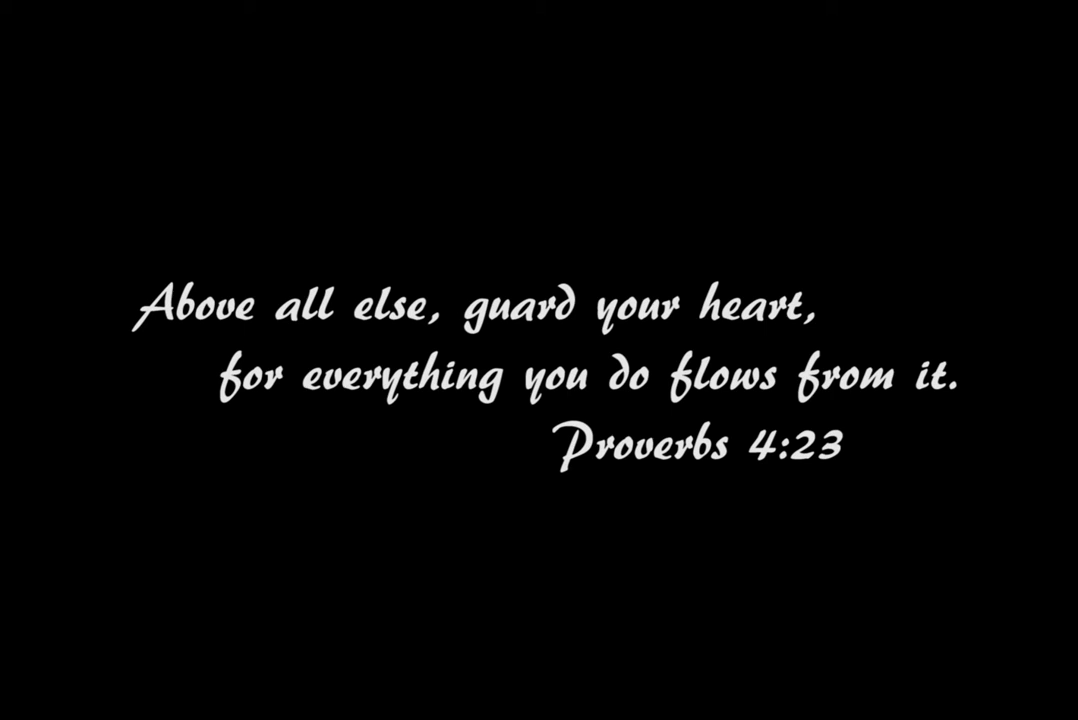 Above all else, guard your heart,
for everything you do flows from it.
Proverbs 4:23